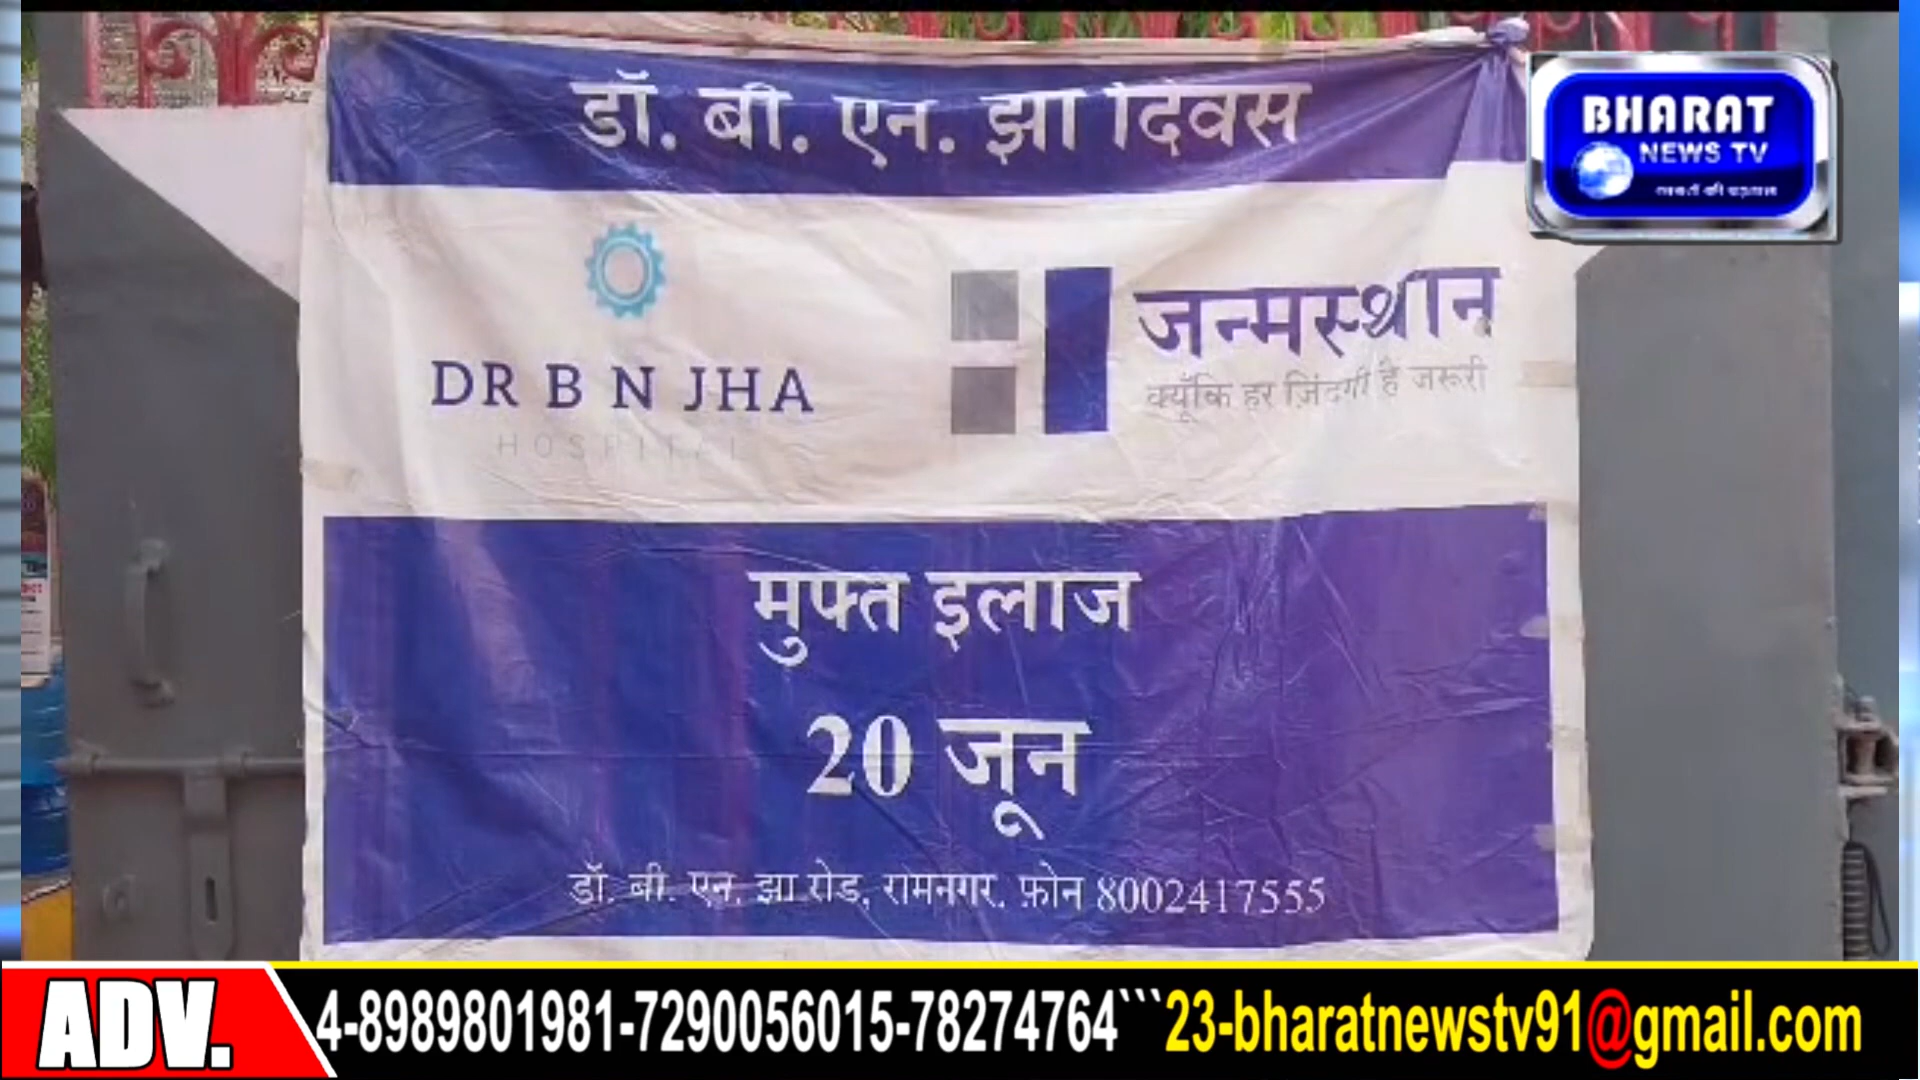 डॉ. बी. एन. झा दिवस
BHARAT
NEWS TV
DR B N JHA
HOSPITAL
जन्मस्थान
क्यूँकि हर ज़िंदगी है जरूरी
मुफ्त इलाज
20 जून
डॉ. बी. एन. झा रोड, रामनगर. फ़ोन 8002417555
ADV.
4-8989801981-7290056015-78274764```23-bharatnewstv91@gmail.com